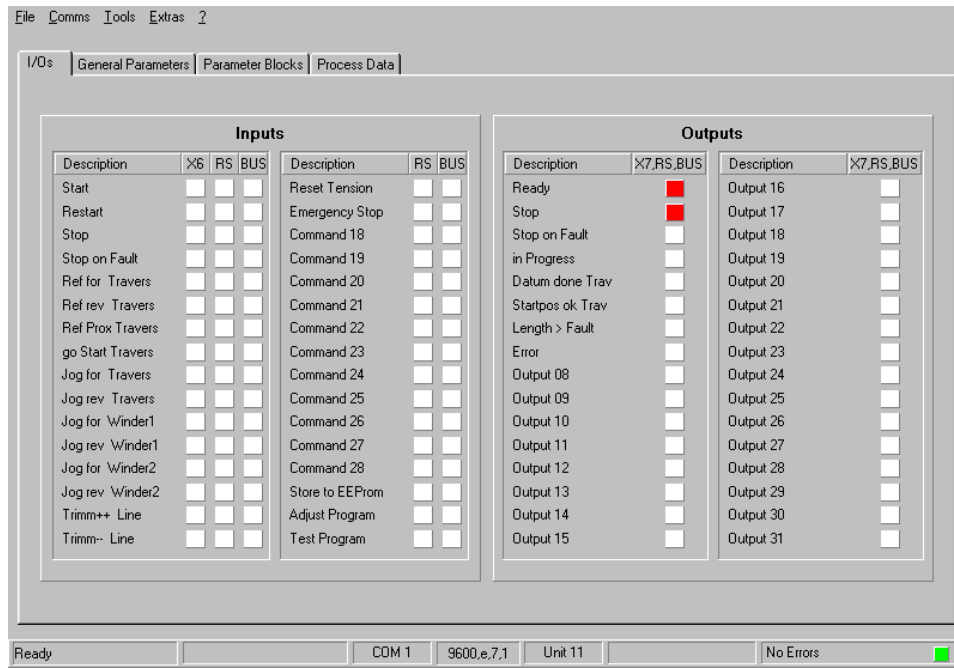 File Comms Tools Extras ?
I/Os General Parameters Parameter Blocks Process Data
Inputs
Description X6 RS BUS
Start
Restart
Stop
Stop on Fault
Ref for Travers
Ref rev Travers
Ref Prox Travers
go Start Travers
Jog for Travers
Jog rev Travers
Jog for Winder1
Jog rev Winder1
Jog for Winder2
Jog rev Winder2
Trimm++ Line
Trimm-- Line
Description RS BUS
Reset Tension
Emergency Stop
Command 18
Command 19
Command 20
Command 21
Command 22
Command 23
Command 24
Command 25
Command 26
Command 27
Command 28
Store to EEProm
Adjust Program
Test Program
Outputs
Description X7,RS,BUS
Ready
Stop
Stop on Fault
in Progress
Datum done Trav
Startpos ok Trav
Length > Fault
Error
Output 08
Output 09
Output 10
Output 11
Output 12
Output 13
Output 14
Output 15
Description X7,RS,BUS
Output 16
Output 17
Output 18
Output 19
Output 20
Output 21
Output 22
Output 23
Output 24
Output 25
Output 26
Output 27
Output 28
Output 29
Output 30
Output 31
Ready COM 1 9600,e,7,1 Unit 11 No Errors